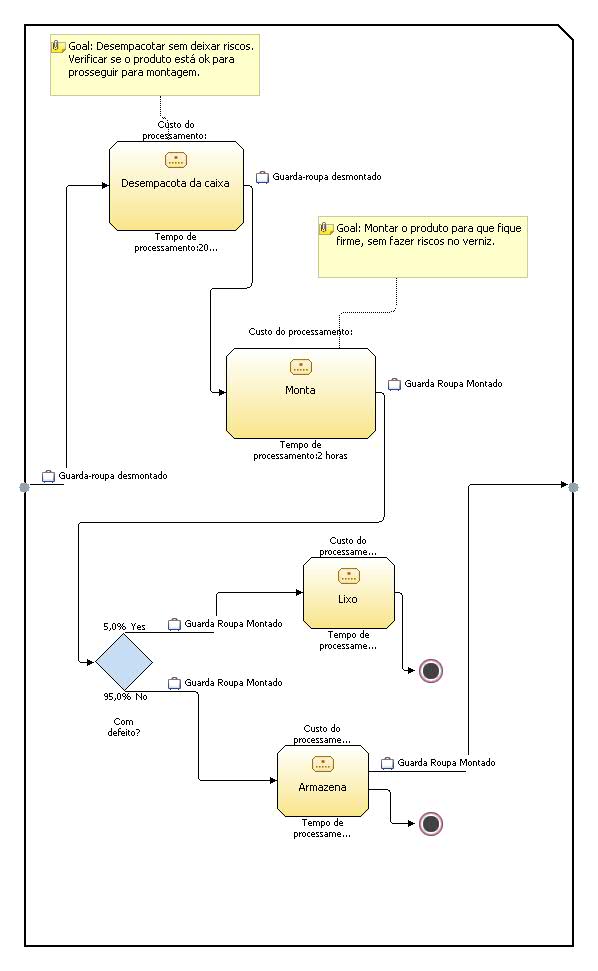 Goal: Desempacotar sem deixar riscos.
Verificar se o produto está ok para
prosseguir para montagem.
Custo do
processamento:
Desempacota da caixa
Guarda-roupa desmontado
Tempo de
processamento:20...
Goal: Montar o produto para que fique
firme, sem fazer riscos no verniz.
Custo do processamento:
Monta
Guarda Roupa Montado
Tempo de
processamento:2 horas
Guarda-roupa desmontado
Custo do
processame...
Lixo
Tempo de
processame...
5,0% Yes
Guarda Roupa Montado
Guarda Roupa Montado
95,0% No
Com
defeito?
Custo do
processame...
Guarda Roupa Montado
Armazena
Tempo de
processame...